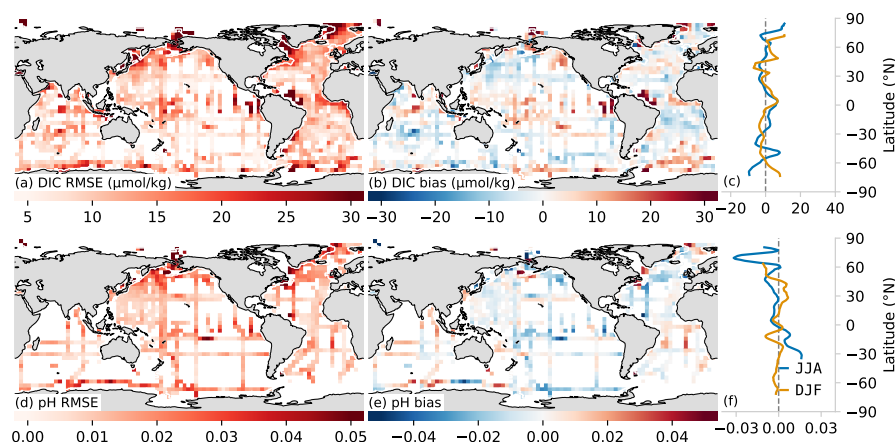 90
60
30
0
−30
−60
−90
Latitude (°N)
(a) DIC RMSE (μmol/kg)
(b) DIC bias (μmol/kg)
(c)
5 10 15 20 25 30
−30 −20 −10 0 10 20 30
−20 0 20 40
90
60
30
0
−30
−60
−90
Latitude (°N)
JJA
DJF
(d) pH RMSE
(e) pH bias
(f)
0.00 0.01 0.02 0.03 0.04 0.05
−0.04 −0.02 0.00 0.02 0.04
−0.03 0.00 0.03